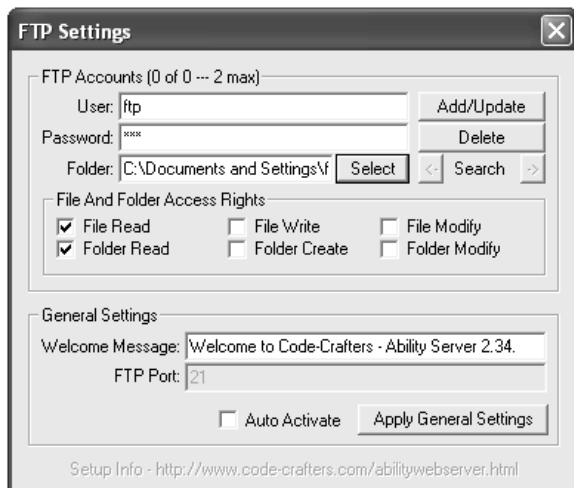 FTP Settings
FTP Accounts (0 of 0 --- 2 max)
User: ftp Add/Update
Password: *** Delete
Folder: C:\Documents and Settings\f Select <- Search ->
File And Folder Access Rights
File Read File Write File Modify
Folder Read Folder Create Folder Modify
General Settings
Welcome Message: Welcome to Code-Crafters - Ability Server 2.34.
FTP Port: 21
Auto Activate Apply General Settings
Setup Info - http://www.code-crafters.com/abilitywebserver.html